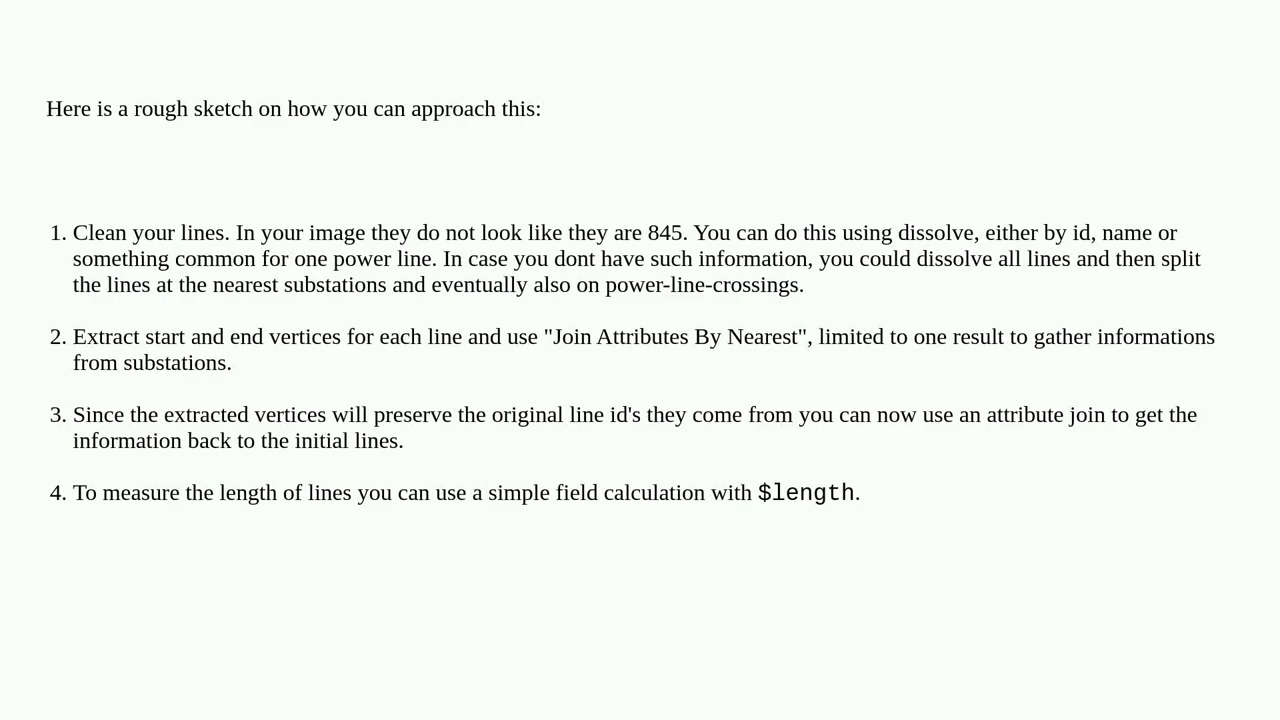 Here is a rough sketch on how you can approach this:
1. Clean your lines. In your image they do not look like they are 845. You can do this using dissolve, either by id, name or
something common for one power line. In case you dont have such information, you could dissolve all lines and then split
the lines at the nearest substations and eventually also on power-line-crossings.
2. Extract start and end vertices for each line and use "Join Attributes By Nearest", limited to one result to gather informations
from substations.
3. Since the extracted vertices will preserve the original line id's they come from you can now use an attribute join to get the
information back to the initial lines.
4. To measure the length of lines you can use a simple field calculation with $length.